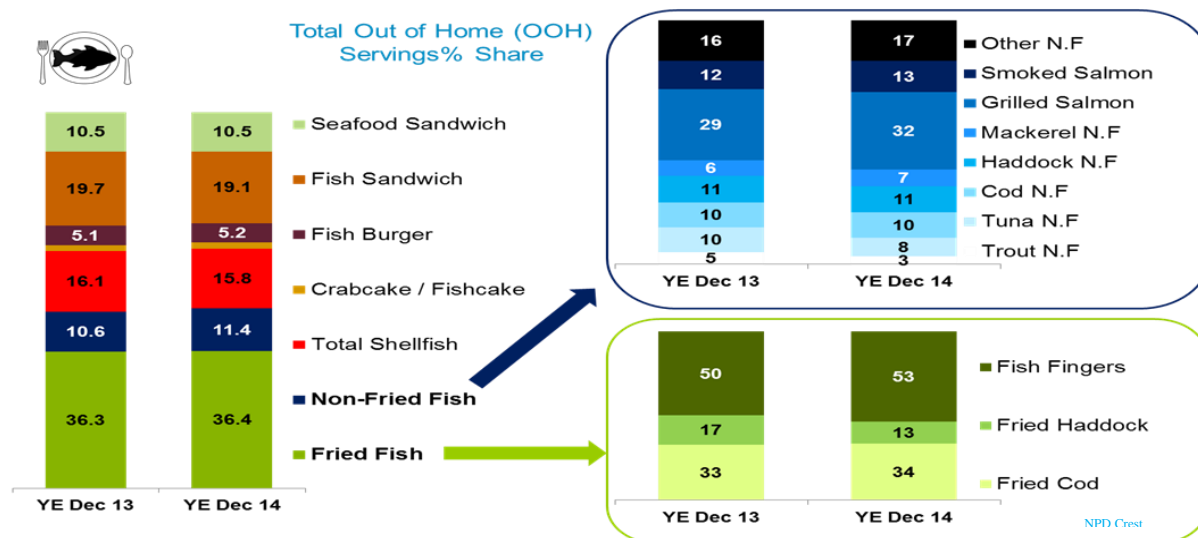 Total Out of Home (OOH)
Servings% Share
10.5
19.7
5.1
16.1
10.6
36.3
YE Dec 13
10.5
19.1
5.2
15.8
11.4
36.4
YE Dec 14
Seafood Sandwich
Fish Sandwich
Fish Burger
Crabcake / Fishcake
Total Shellfish
Non-Fried Fish
Fried Fish
16
12
29
6
11
10
10
5
YE Dec 13
17
13
32
7
11
10
8
3
YE Dec 14
Other N.F
Smoked Salmon
Grilled Salmon
Mackerel N.F
Haddock N.F
Cod N.F
Tuna N.F
Trout N.F
50
17
33
YE Dec 13
53
13
34
YE Dec 14
Fish Fingers
Fried Haddock
Fried Cod
NPD Crest